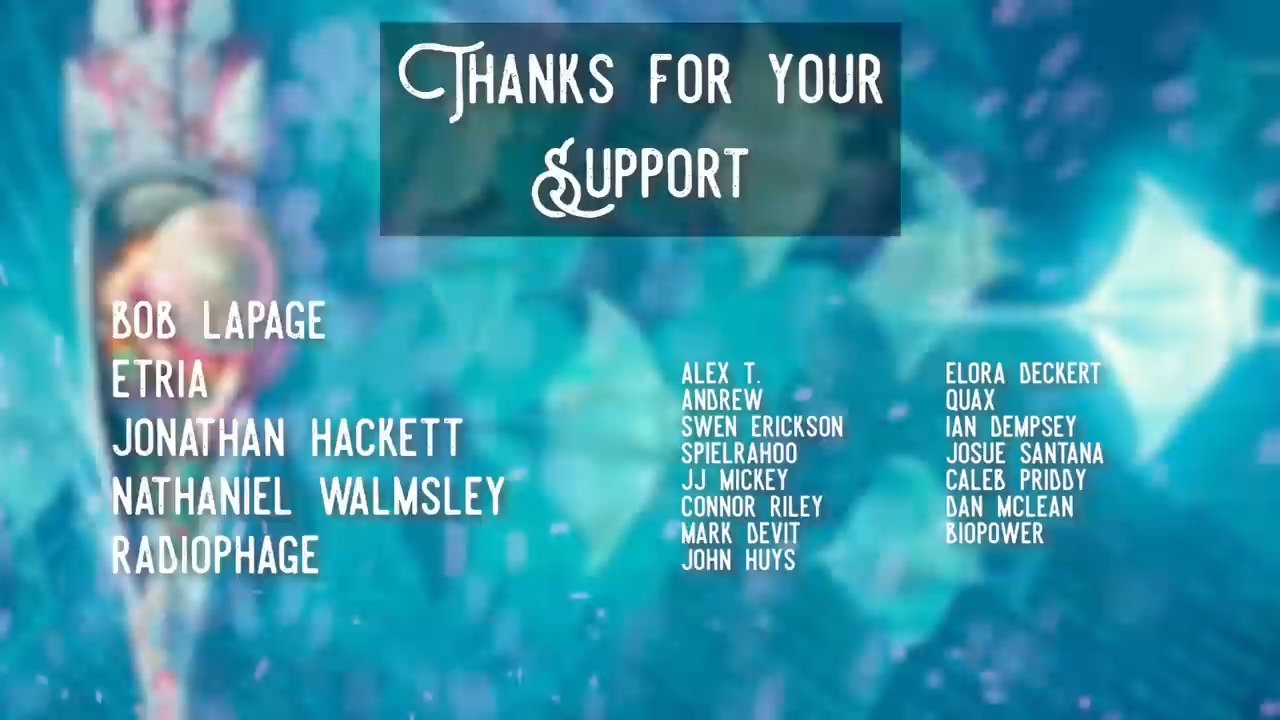 Thanks for your
Support
BOB LAPAGE
ETRIA
JONATHAN HACKETT
NATHANIEL WALMSLEY
RADIOPHAGE
ALEX T.
ANDREW
SWEN ERICKSON
SPIELRAHOO
JJ MICKEY
CONNOR RILEY
MARK DEVIT
JOHN HUYS
ELORA DECKERT
QUAX
IAN DEMPSEY
JOSUE SANTANA
CALEB PRIDDY
DAN MCLEAN
BIOPOWER